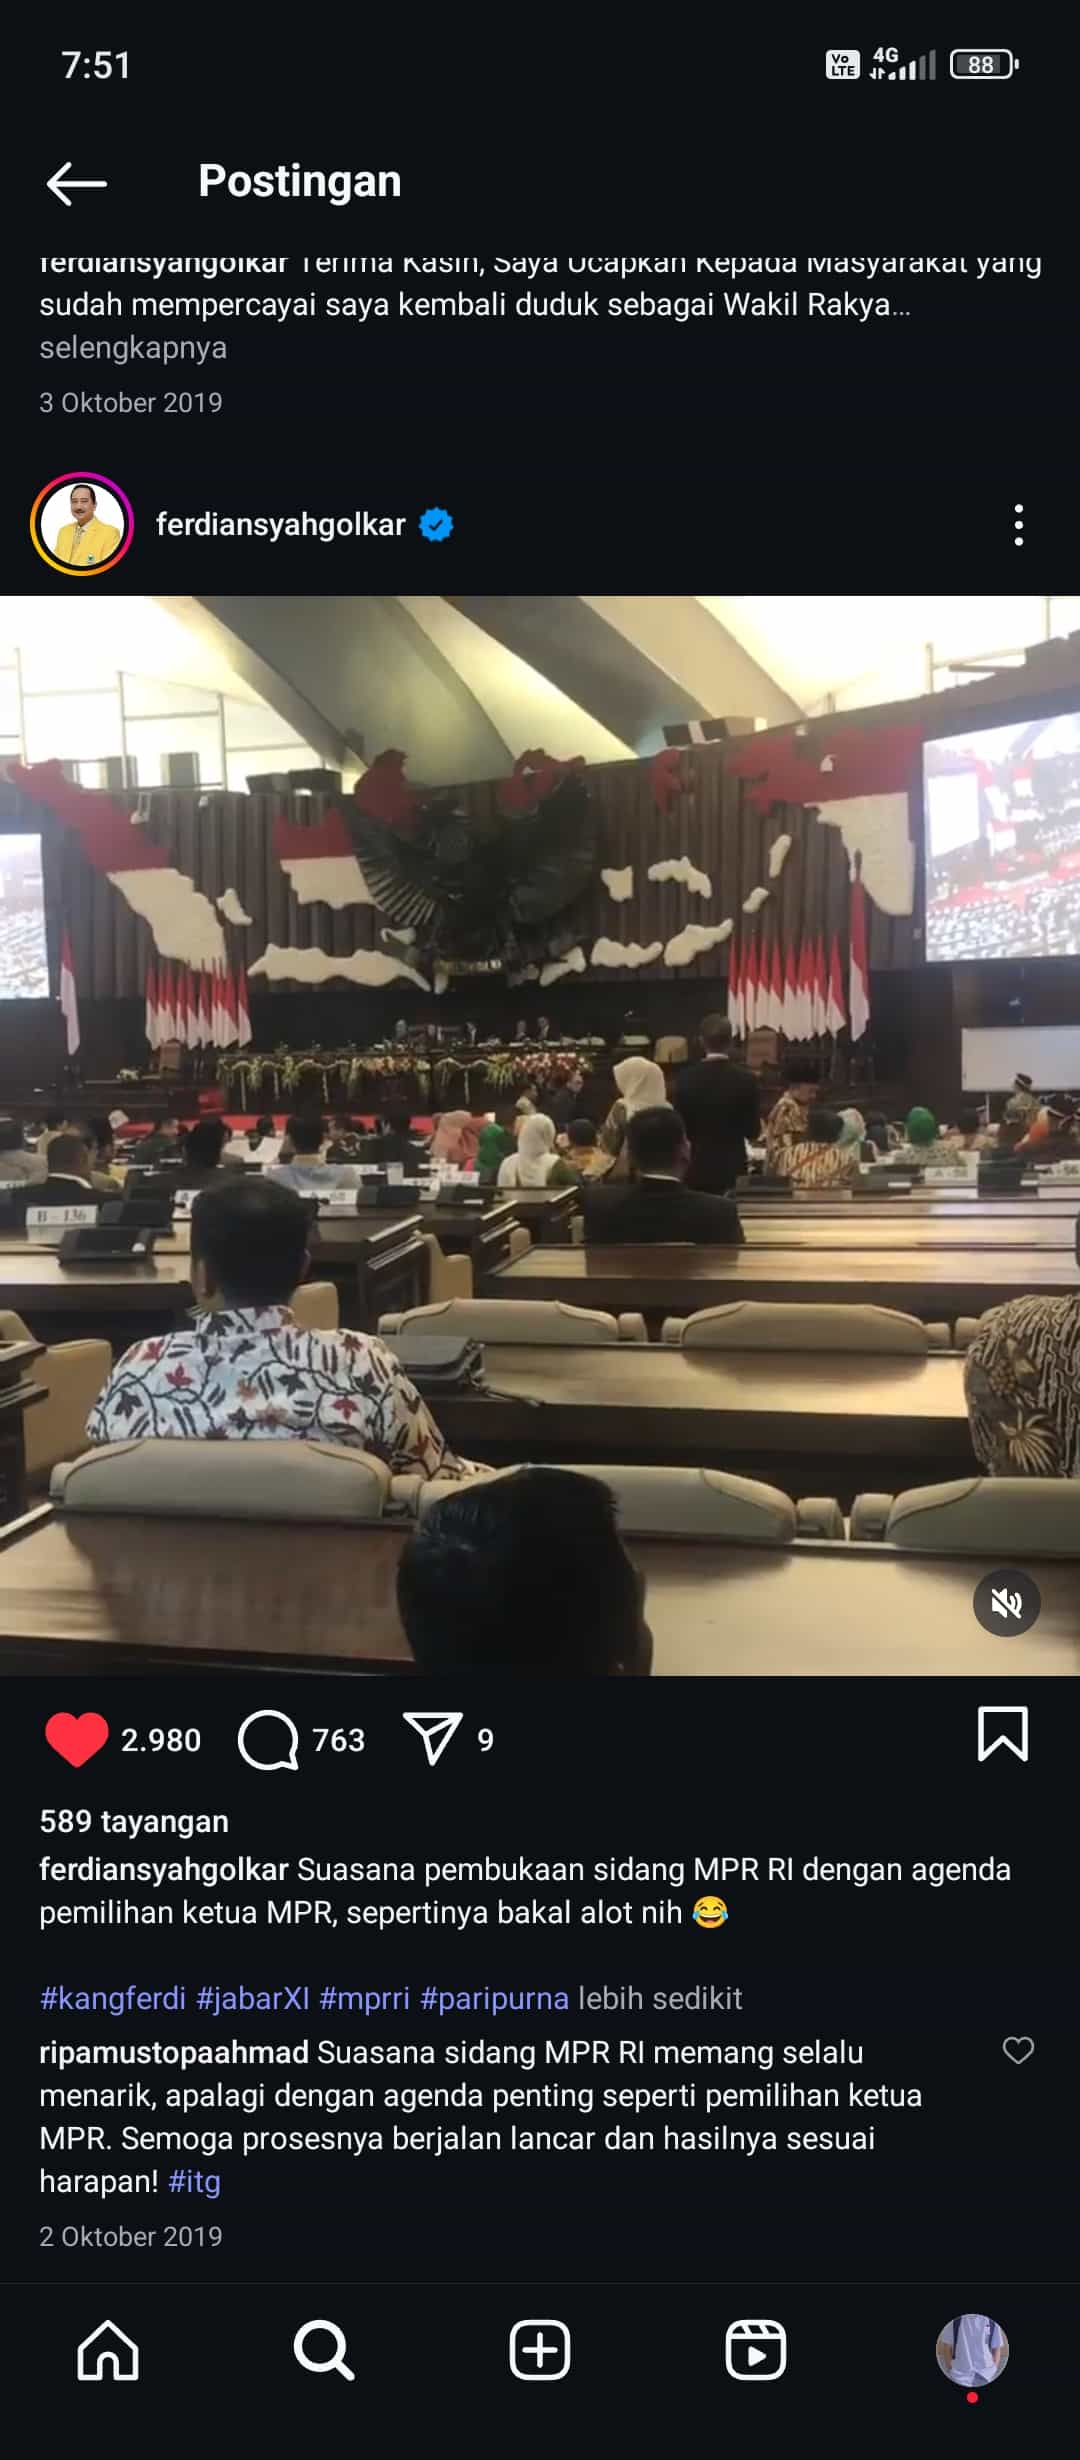 7:51
Vo LTE 4G 88
Postingan
ferdiansyahgolkar Terima Kasih, Saya Ucapkan Kepada Masyarakat yang
sudah mempercayai saya kembali duduk sebagai Wakil Rakya...
selengkapnya
3 Oktober 2019
ferdiansyahgolkar
B - 136
2.980 763 9
589 tayangan
ferdiansyahgolkar Suasana pembukaan sidang MPR RI dengan agenda
pemilihan ketua MPR, sepertinya bakal alot nih 😂
#kangferdi #jabarXI #mprri #paripurna lebih sedikit
ripamustopaahmad Suasana sidang MPR RI memang selalu
menarik, apalagi dengan agenda penting seperti pemilihan ketua
MPR. Semoga prosesnya berjalan lancar dan hasilnya sesuai
harapan! #itg
2 Oktober 2019